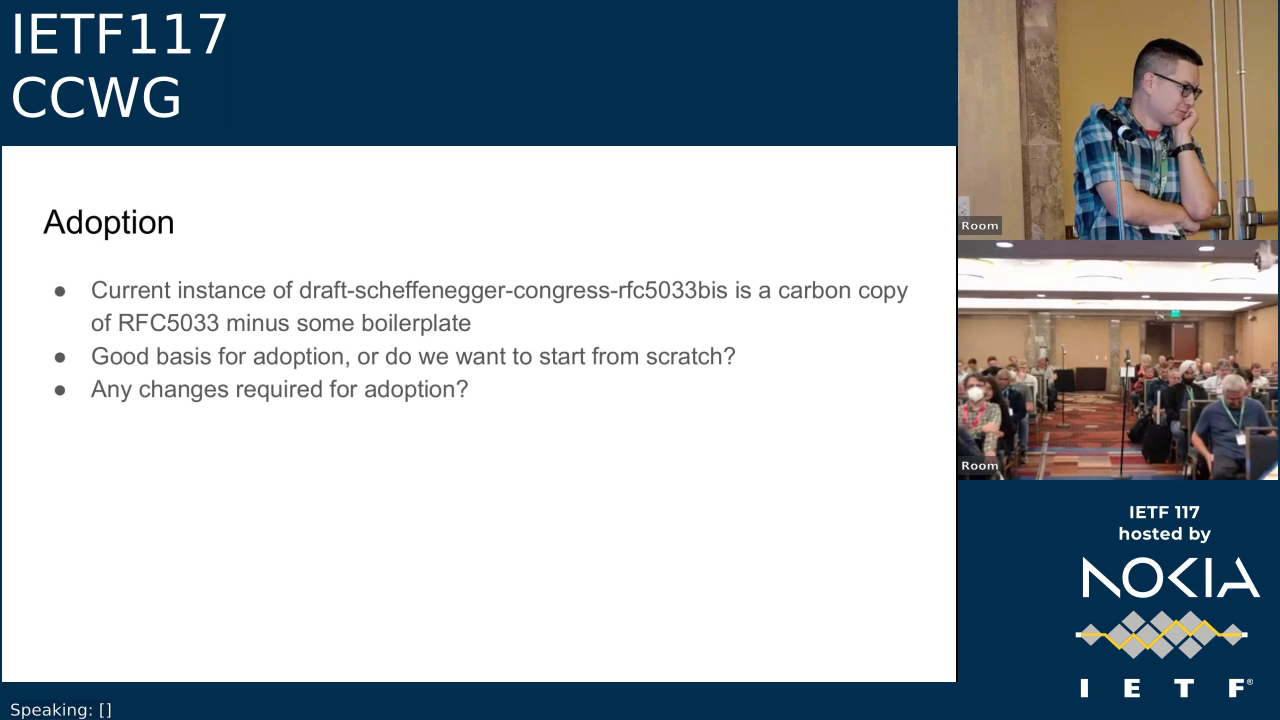 IETF117
CCWG
Adoption
● Current instance of draft-scheffenegger-congress-rfc5033bis is a carbon copy
of RFC5033 minus some boilerplate
● Good basis for adoption, or do we want to start from scratch?
● Any changes required for adoption?
Room
Room
IETF 117
hosted by
NOKIA
I E T F®
Speaking: []